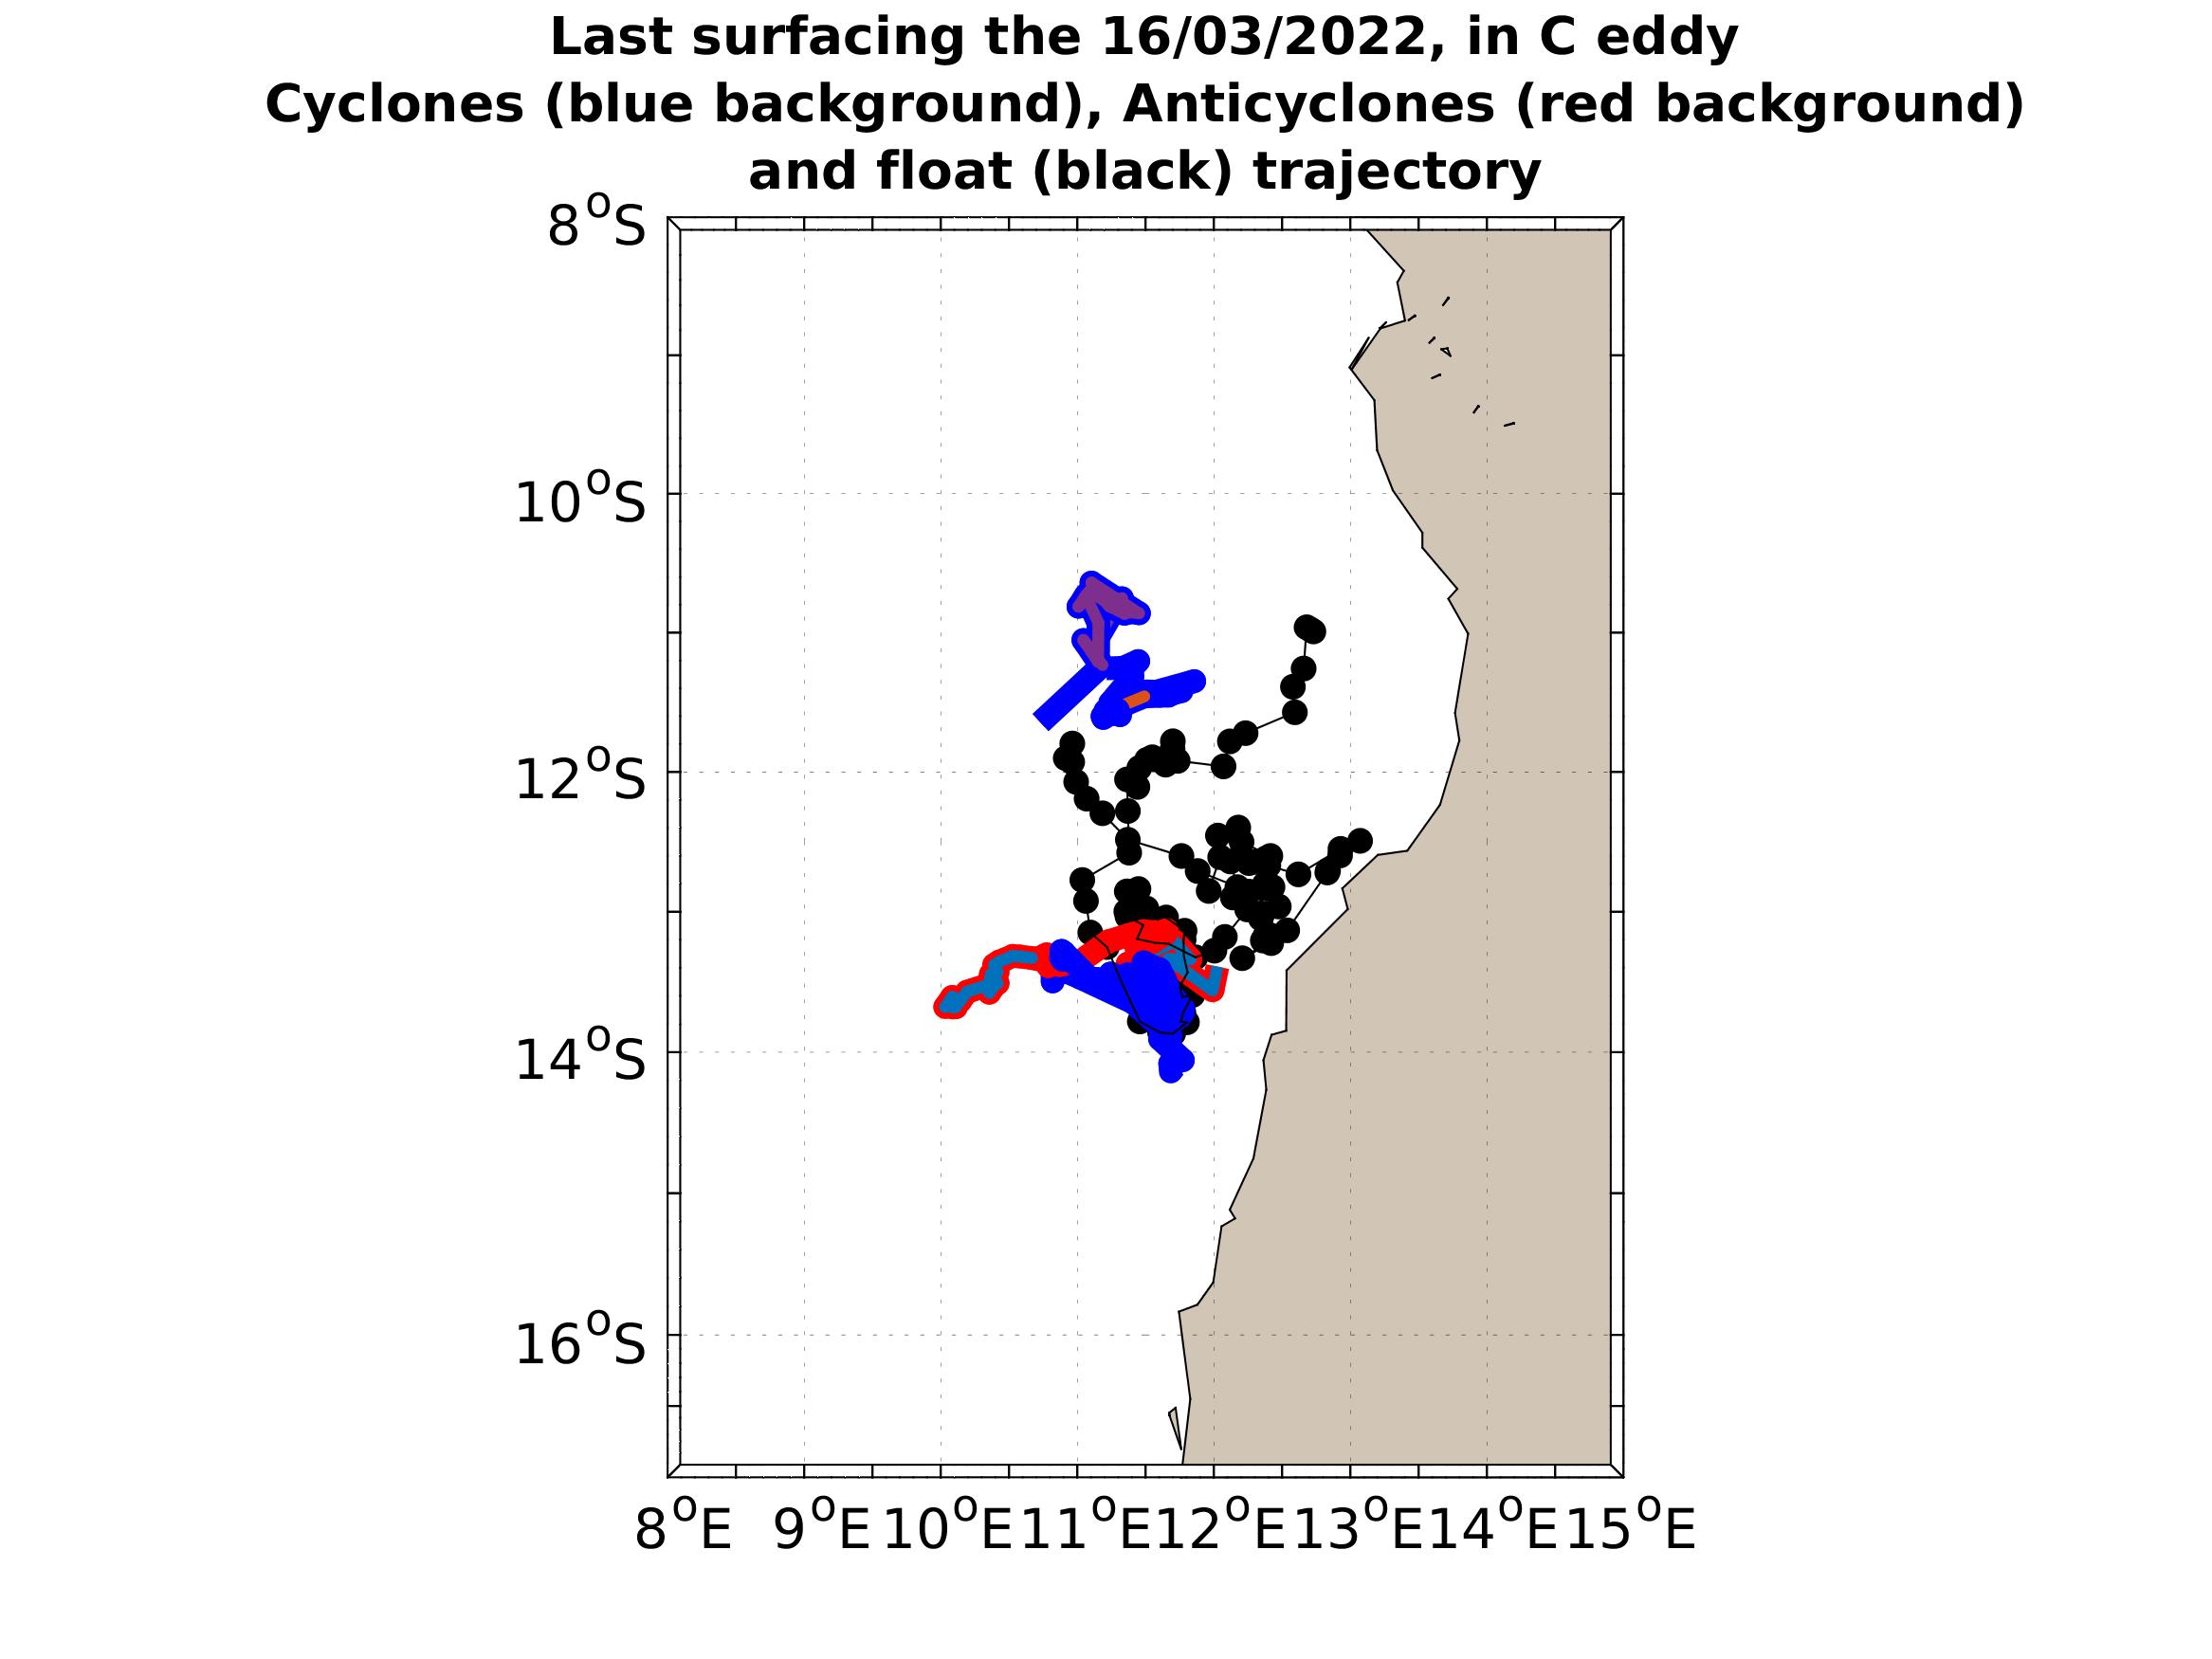 Last surfacing the 16/03/2022, in C eddy
Cyclones (blue background), Anticyclones (red background)
and float (black) trajectory
8°S
10°S
12°S
14°S
16°S
8°E 9°E 10°E 11°E 12°E 13°E 14°E 15°E